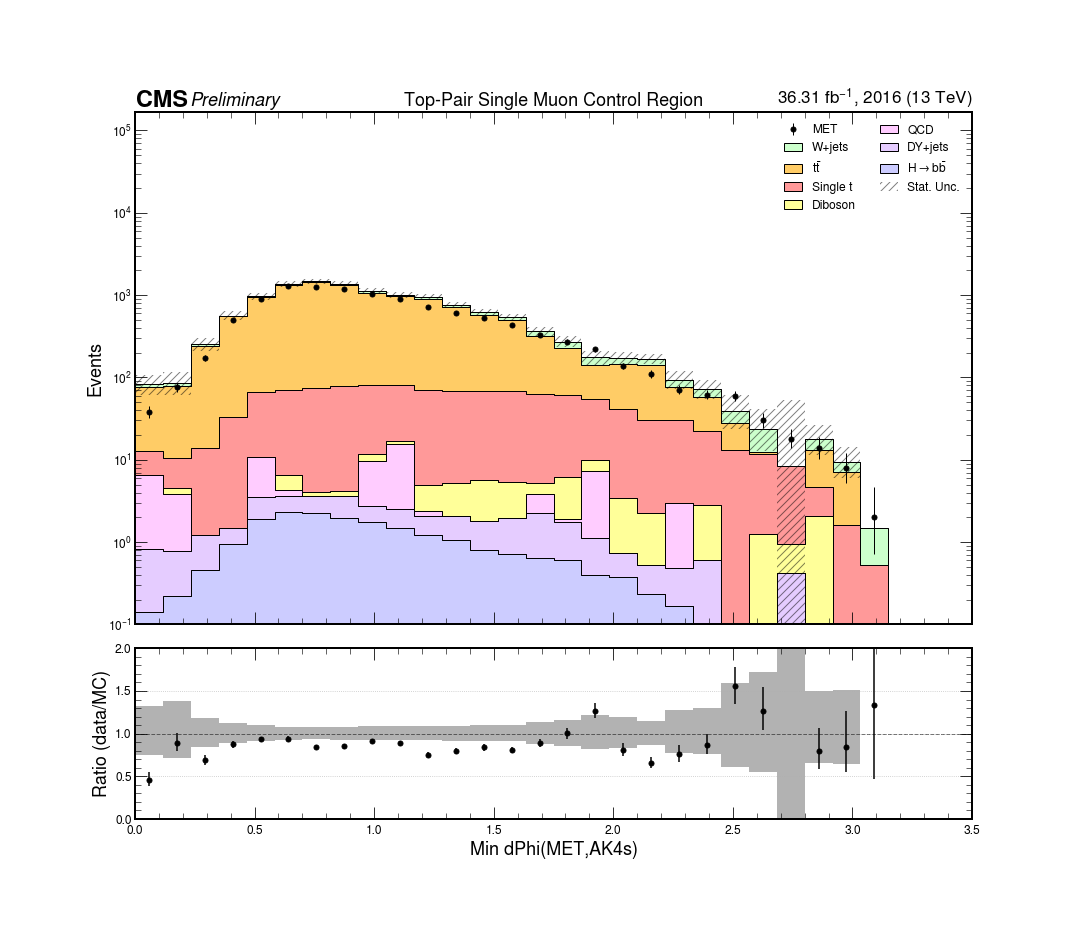 CMS Preliminary Top-Pair Single Muon Control Region 36.31 fb⁻¹, 2016 (13 TeV)
MET QCD
W+jets DY+jets
tt̄ H→bb̄
Single t Stat. Unc.
Diboson
10⁵
10⁴
10³
10²
10¹
10⁰
10⁻¹
Events
2.0
1.5
1.0
0.5
0.0
Ratio (data/MC)
0.0 0.5 1.0 1.5 2.0 2.5 3.0 3.5
Min dPhi(MET,AK4s)